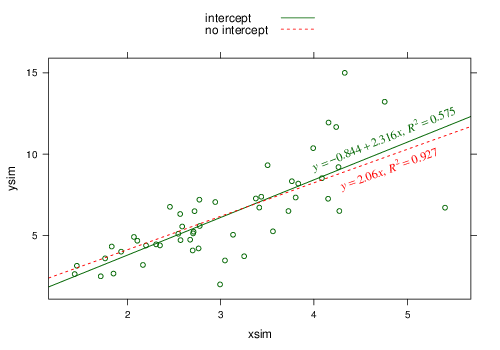 intercept
no intercept
15
10
5
ysim
y = −0.844 + 2.316x, R² = 0.575
y = 2.06x, R² = 0.927
2 3 4 5
xsim